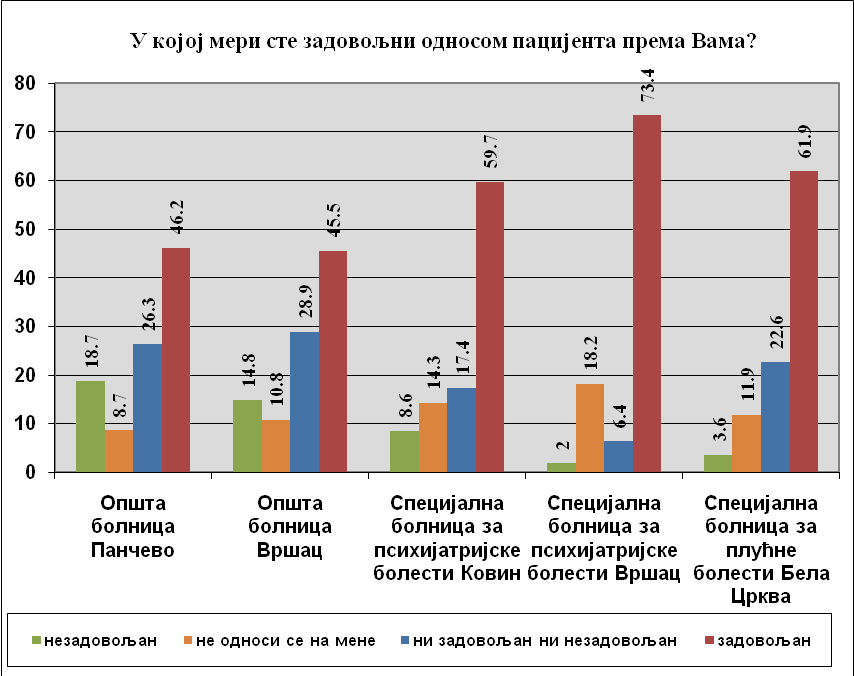 У којој мери сте задовољни односом пацијента према Вама?
80
70
60
50
40
30
20
10
0
18.7
8.7
26.3
46.2
14.8
10.8
28.9
45.5
8.6
14.3
17.4
59.7
2
18.2
6.4
73.4
3.6
11.9
22.6
61.9
Општа
болница
Панчево
Општа
болница
Вршац
Специјална
болница за
психијатријске
болести Ковин
Специјална
болница за
психијатријске
болести Вршац
Специјална
болница за
плућне
болести Бела
Црква
незадовољан
не односи се на мене
ни задовољан ни незадовољан
задовољан